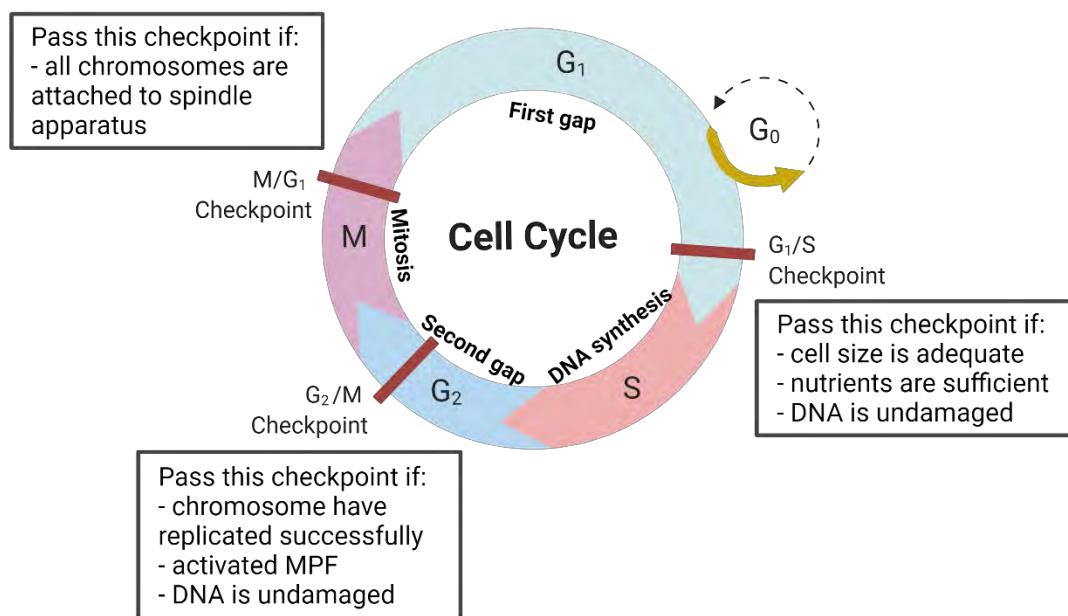 Pass this checkpoint if:
- all chromosomes are
attached to spindle
apparatus
G₁
First gap
G₀
M/G₁
Checkpoint
M
Mitosis
Cell Cycle
G₁/S
Checkpoint
Pass this checkpoint if:
- cell size is adequate
- nutrients are sufficient
- DNA is undamaged
DNA synthesis
S
Second gap
G₂
G₂/M
Checkpoint
Pass this checkpoint if:
- chromosome have
replicated successfully
- activated MPF
- DNA is undamaged